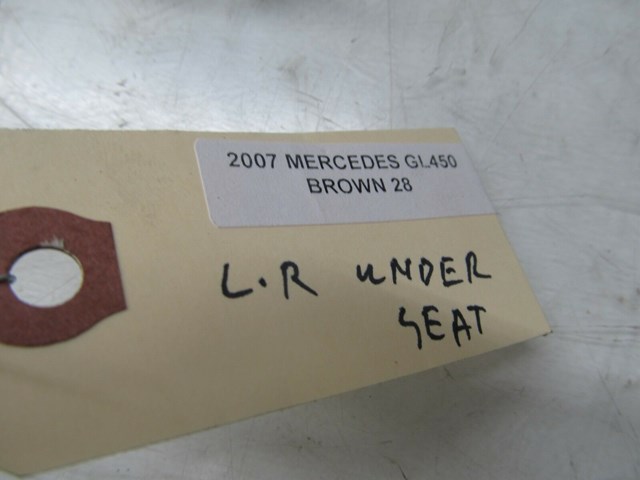 2007 MERCEDES GL450
BROWN 28
L.R UNDER
SEAT